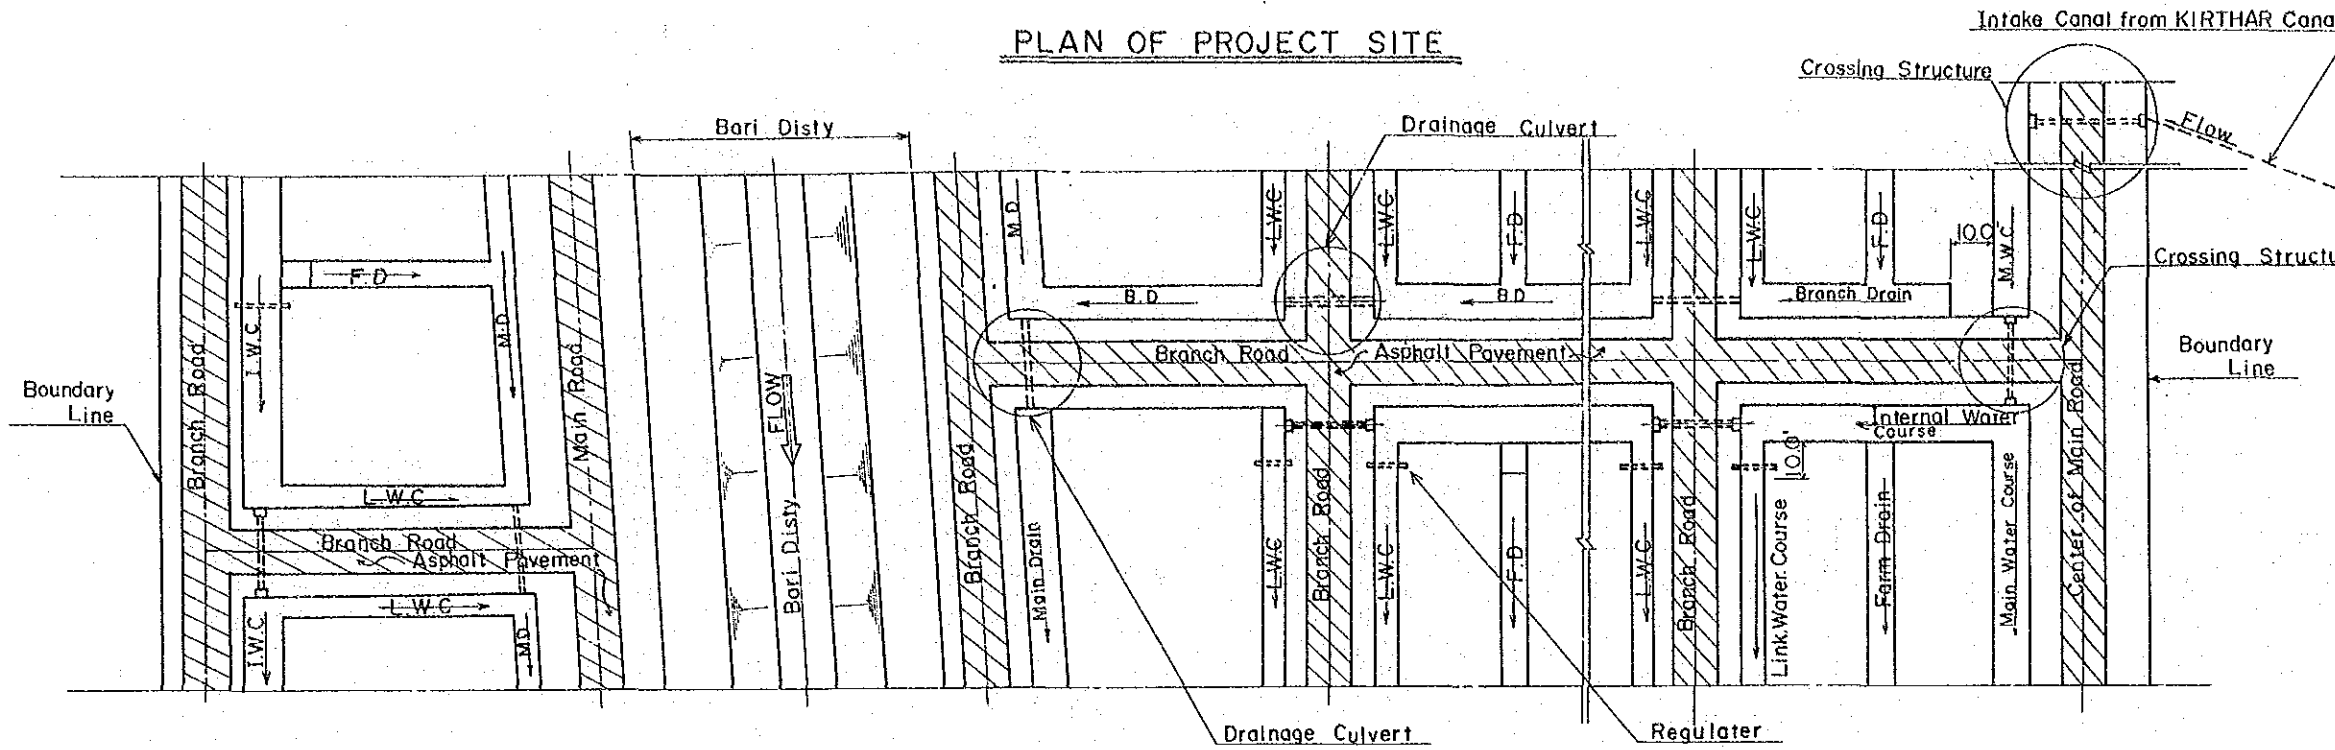 PLAN OF PROJECT SITE
Intake Canal from KIRTHAR Cana
Crossing Structure
Flow
Bari Disty
Drainage Culvert
M.D
L.W.C
L.W.C
F.D
L.W.C
L.W.C
F.D
10.0'
M.W.C
Crossing Structu
F.D
B.D
B.D
Branch Drain
I.W.C
M.D
Branch Road
Main Road
Branch Road
Asphalt Pavement
Boundary
Line
Boundary
Line
FLOW
Bari Disty
Branch Road
Center of Main Road
Internal Water
Course
10.0'
L.W.C
Branch Road
Asphalt Pavement
Main Drain
L.W.C
Branch Road
L.W.C
F.D
L.W.C
Branch Road
Link Water Course
Farm Drain
Main Water Course
L.W.C
I.W.C
M.D
Drainage Culvert
Regulater